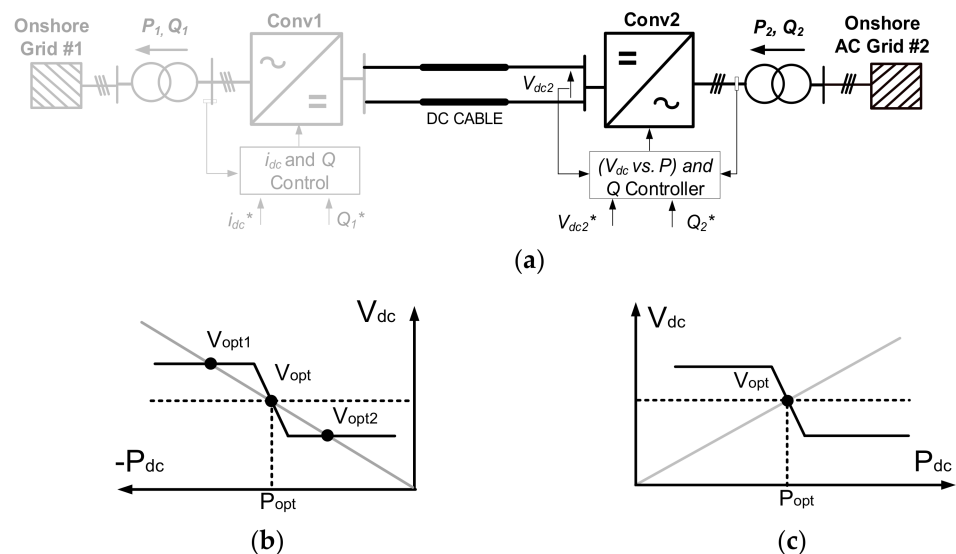 Onshore
Grid #1
P1, Q1
Conv1
Conv2
P2, Q2
Onshore
AC Grid #2
Vdc2
DC CABLE
idc and Q
Control
(Vdc vs. P) and
Q Controller
idc*
Q1*
Vdc2*
Q2*
(a)
Vdc
Vopt1
Vopt
Vopt2
-Pdc
Popt
(b)
Vdc
Vopt
Pdc
Popt
(c)